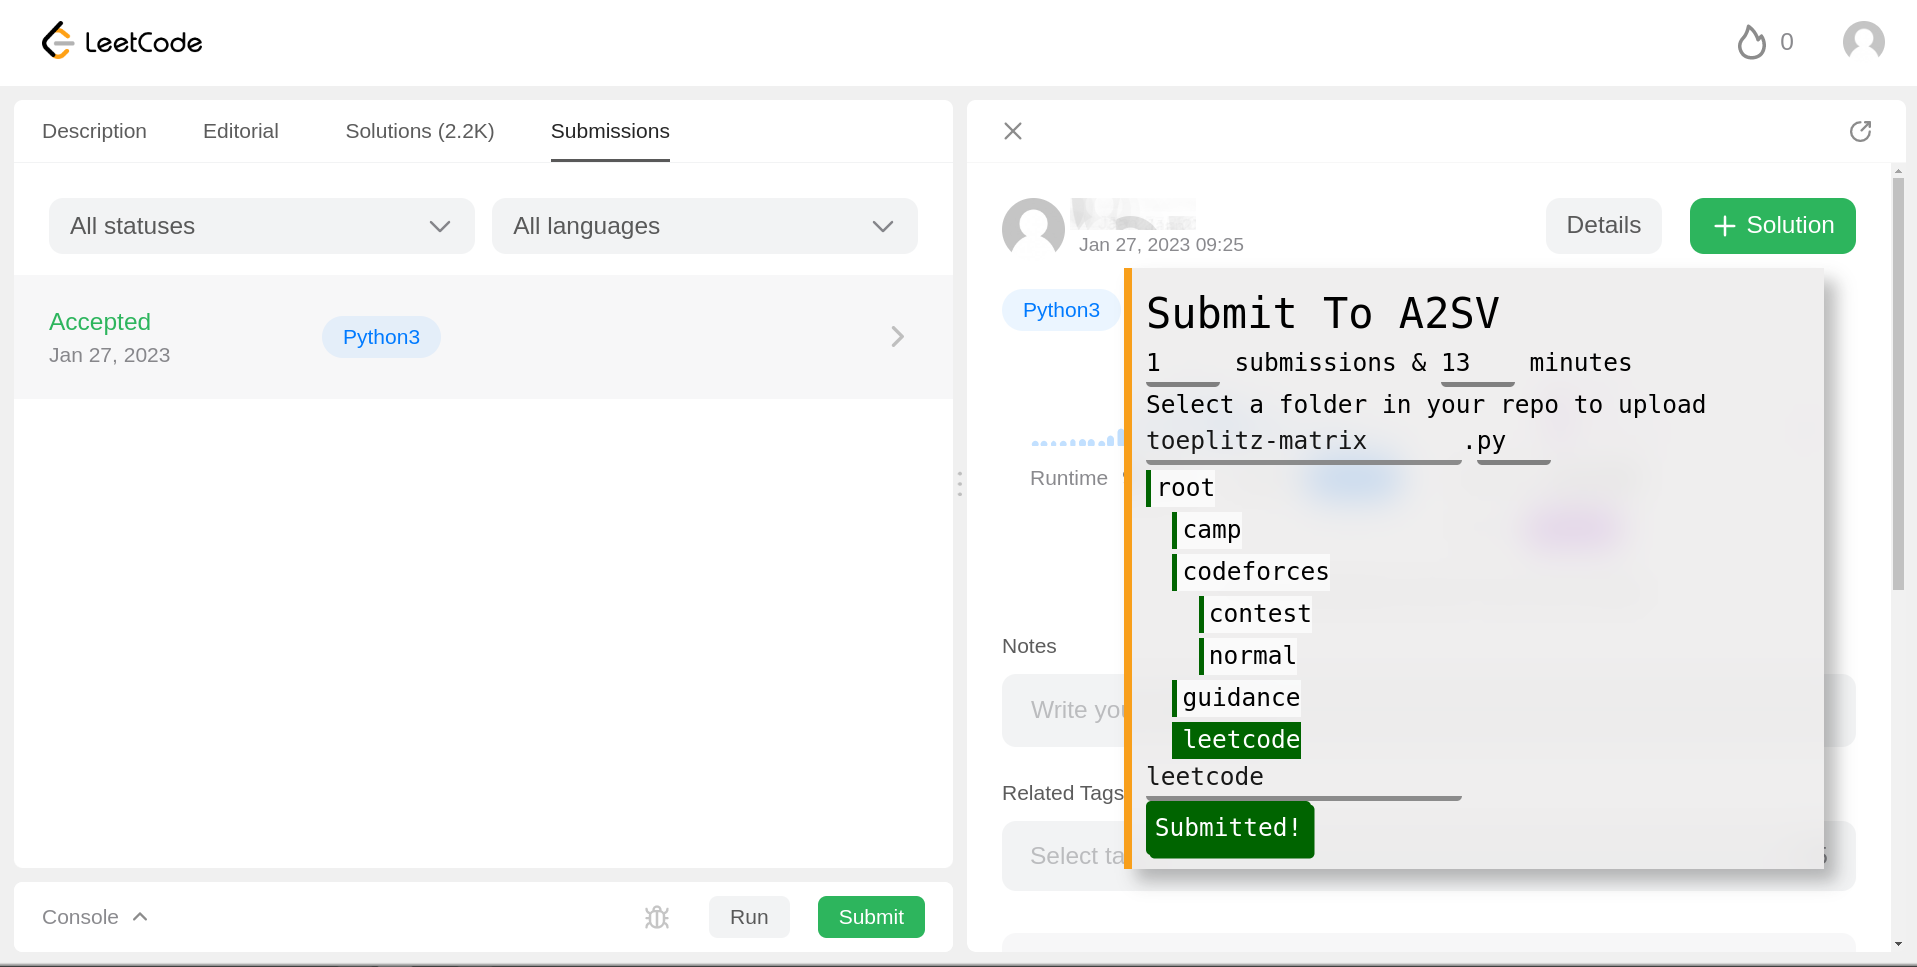 LeetCode
0
Description Editorial Solutions (2.2K) Submissions
All statuses All languages
Accepted
Jan 27, 2023
Python3
Console
Run Submit
Jan 27, 2023 09:25
Details + Solution
Python3
Runtime
Notes
Write you
Related Tags
Select ta
Submit To A2SV
1 submissions & 13 minutes
Select a folder in your repo to upload
toeplitz-matrix .py
root
camp
codeforces
contest
normal
guidance
leetcode
leetcode
Submitted!